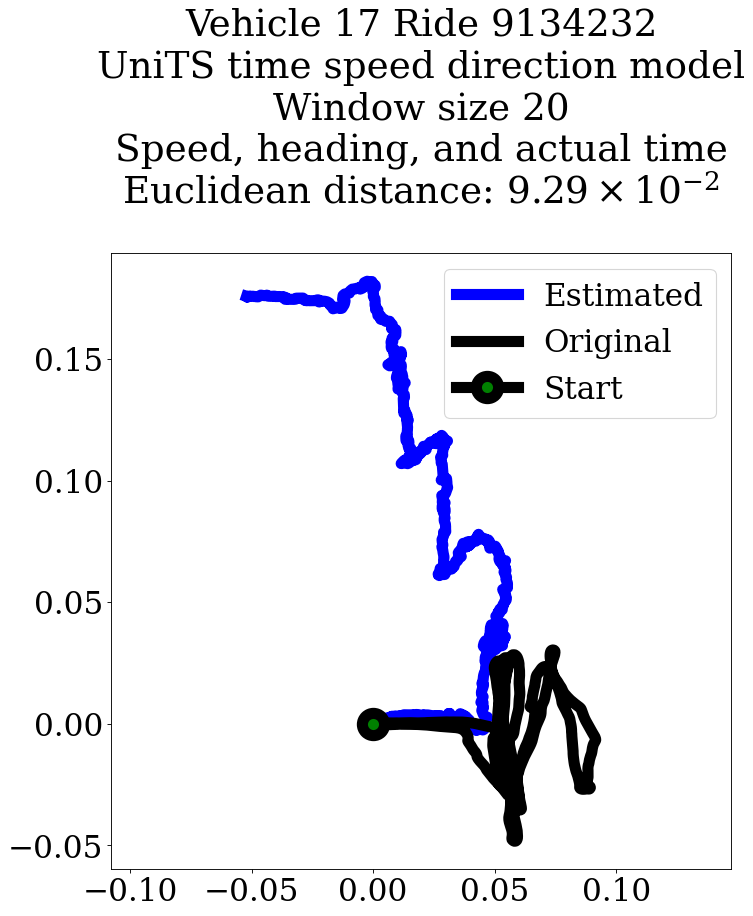 Vehicle 17 Ride 9134232
UniTS time speed direction model
Window size 20
Speed, heading, and actual time
Euclidean distance: 9.29 × 10⁻²
Estimated
Original
Start
0.15
0.10
0.05
0.00
−0.05
−0.10 −0.05 0.00 0.05 0.10